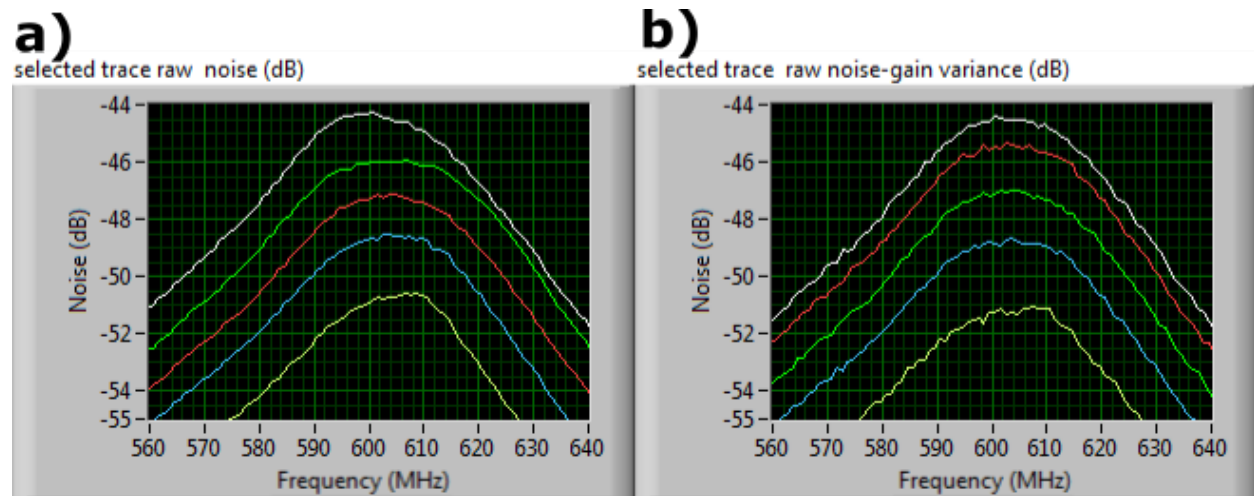 a)
selected trace raw  noise (dB)
Noise (dB)
-44
-46
-48
-50
-52
-54
-55
560 570 580 590 600 610 620 630 640
Frequency (MHz)
b)
selected trace  raw noise-gain variance (dB)
Noise (dB)
-44
-46
-48
-50
-52
-54
-55
560 570 580 590 600 610 620 630 640
Frequency (MHz)